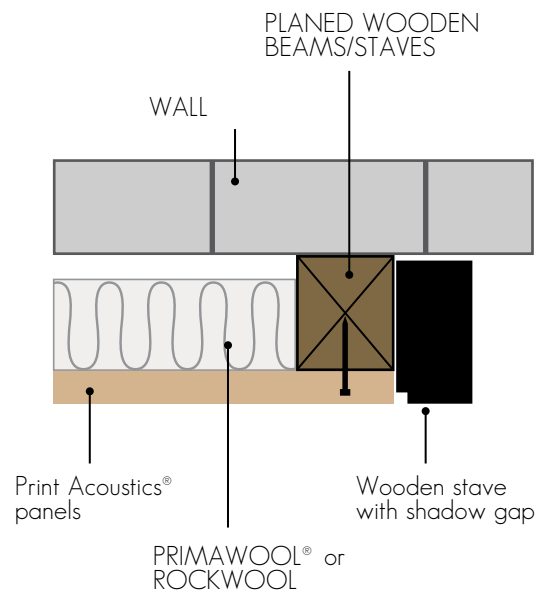 PLANED WOODEN
BEAMS/STAVES
WALL
Print Acoustics®
panels
Wooden stave
with shadow gap
PRIMAWOOL® or
ROCKWOOL